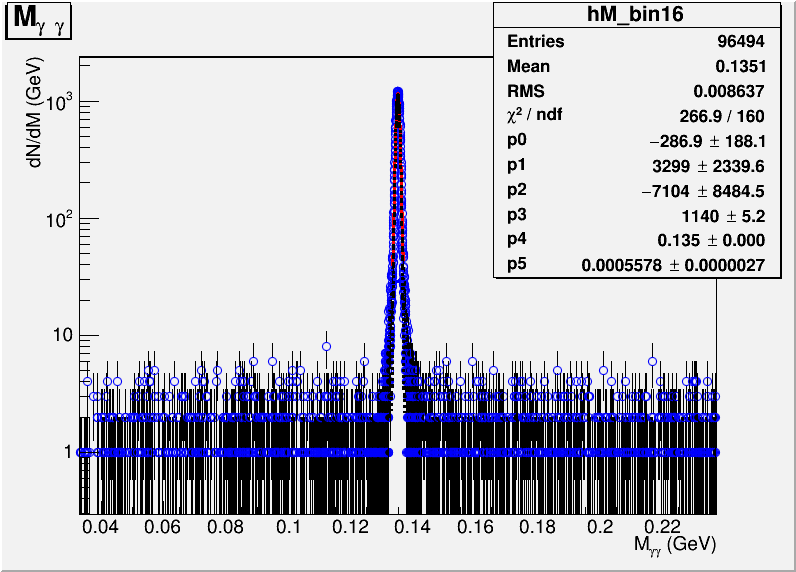 M_γ γ
hM_bin16
Entries 96494
Mean 0.1351
RMS 0.008637
χ² / ndf 266.9 / 160
p0 −286.9 ± 188.1
p1 3299 ± 2339.6
p2 −7104 ± 8484.5
p3 1140 ± 5.2
p4 0.135 ± 0.000
p5 0.0005578 ± 0.0000027
dN/dM (GeV)
10³
10²
10
1
0.04 0.06 0.08 0.1 0.12 0.14 0.16 0.18 0.2 0.22
M_γγ (GeV)